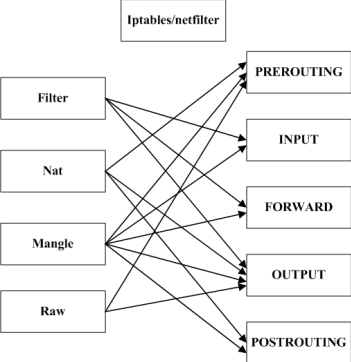 Iptables/netfilter
PREROUTING
Filter
INPUT
Nat
FORWARD
Mangle
OUTPUT
Raw
POSTROUTING